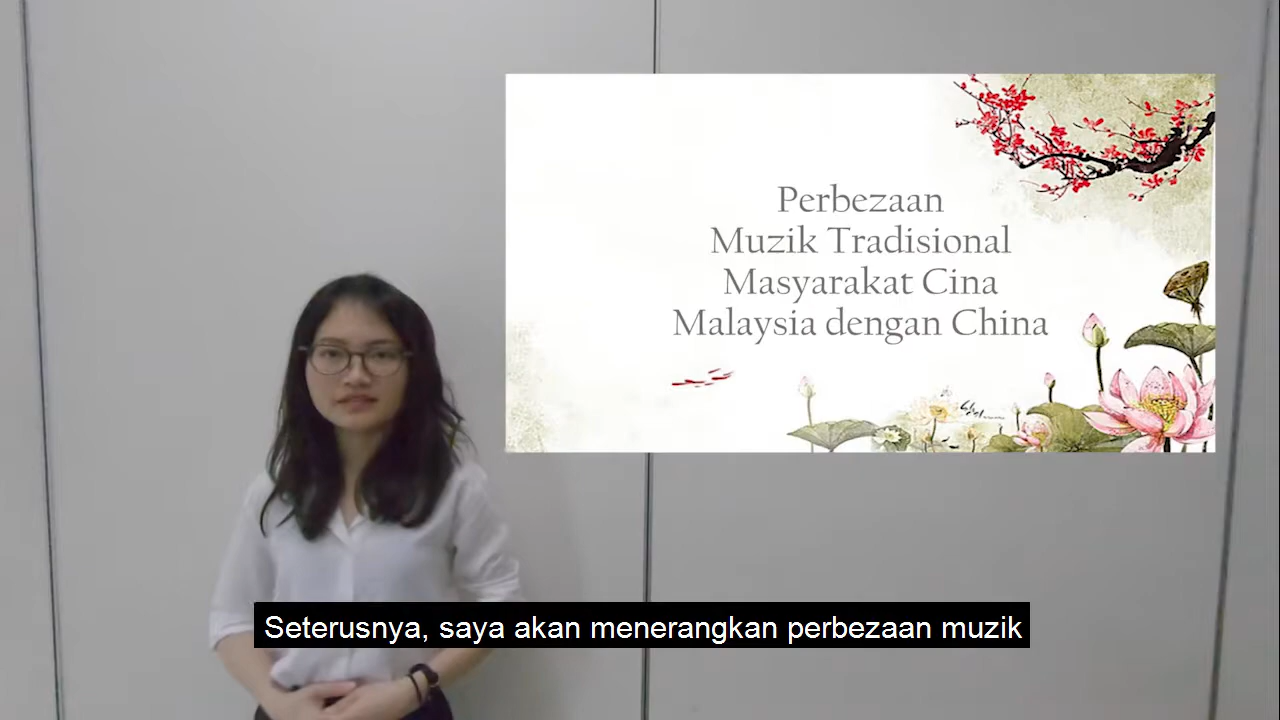 Perbezaan
Muzik Tradisional
Masyarakat Cina
Malaysia dengan China
Seterusnya, saya akan menerangkan perbezaan muzik